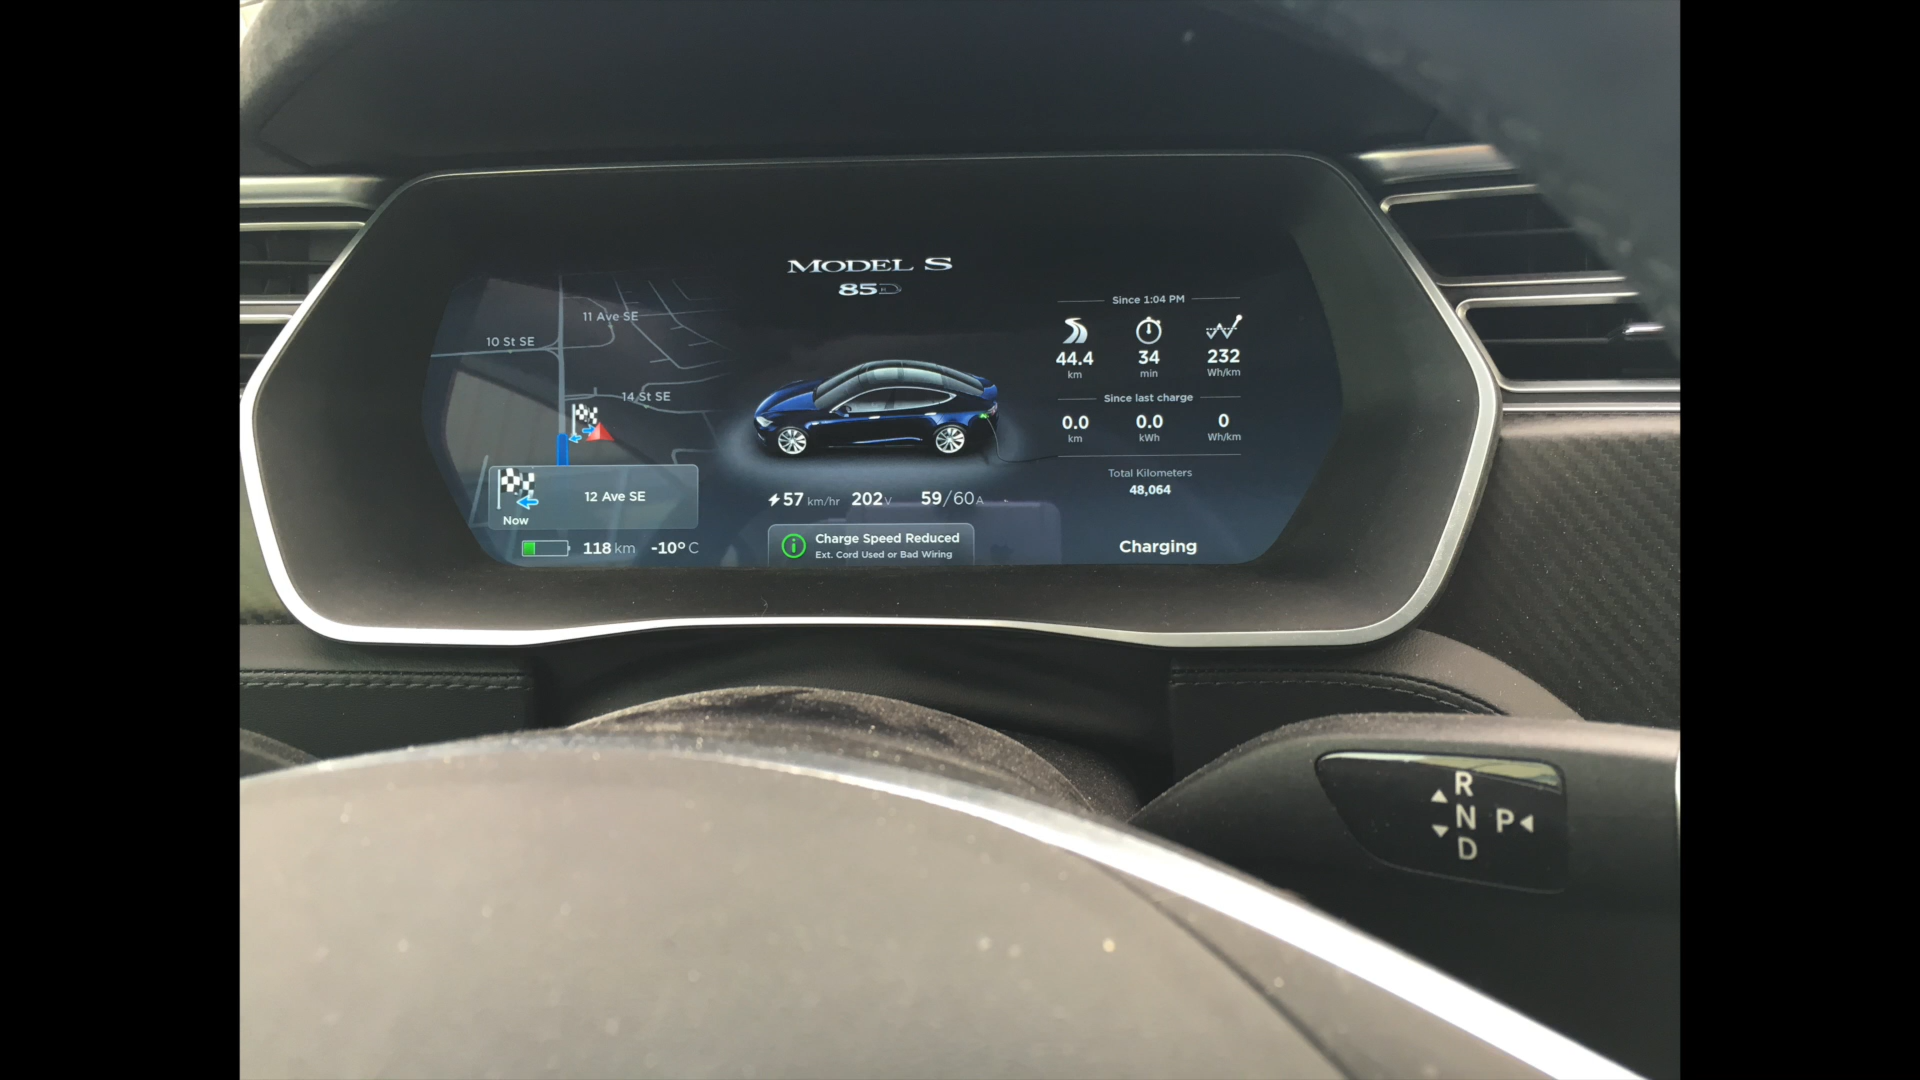 MODEL S
85D
11 Ave SE
10 St SE
14 St SE
12 Ave SE
Now
118 km -10° C
57 km/hr 202 V 59/60 A
Charge Speed Reduced
Ext. Cord Used or Bad Wiring
Since 1:04 PM
44.4 34 232
km min Wh/km
Since last charge
0.0 0.0 0
km kWh Wh/km
Total Kilometers
48,064
Charging
R
N P
D